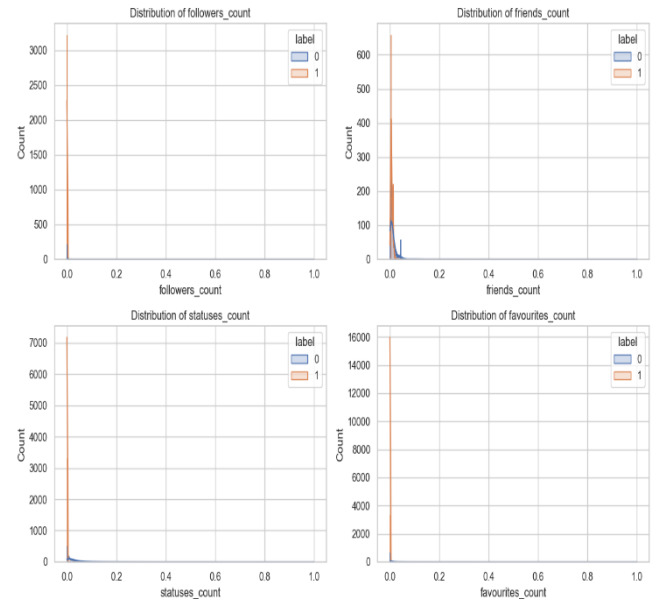 Distribution of followers_count
label
0
1
3000
2500
2000
1500
1000
500
0
Count
0.0 0.2 0.4 0.6 0.8 1.0
followers_count
Distribution of friends_count
label
0
1
600
500
400
300
200
100
0
Count
0.0 0.2 0.4 0.6 0.8 1.0
friends_count
Distribution of statuses_count
label
0
1
7000
6000
5000
4000
3000
2000
1000
0
Count
0.0 0.2 0.4 0.6 0.8 1.0
statuses_count
Distribution of favourites_count
label
0
1
16000
14000
12000
10000
8000
6000
4000
2000
0
Count
0.0 0.2 0.4 0.6 0.8 1.0
favourites_count